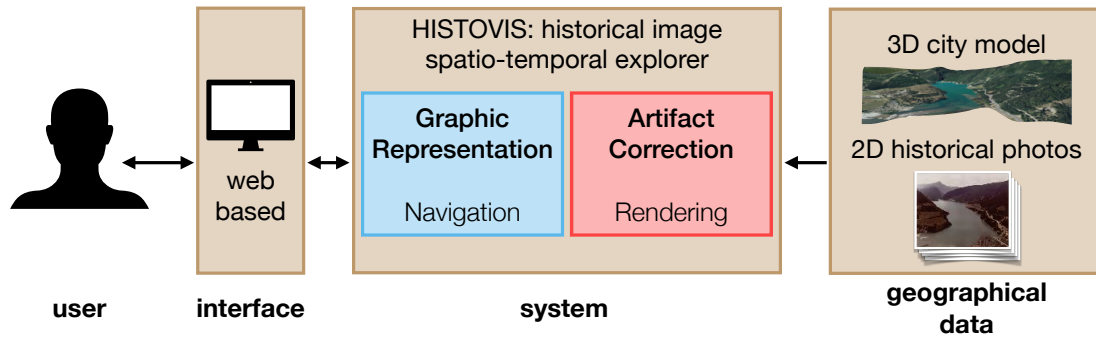 HISTOVIS: historical image
spatio-temporal explorer
Graphic
Representation
Navigation
Artifact
Correction
Rendering
web
based
3D city model
2D historical photos
user
interface
system
geographical
data